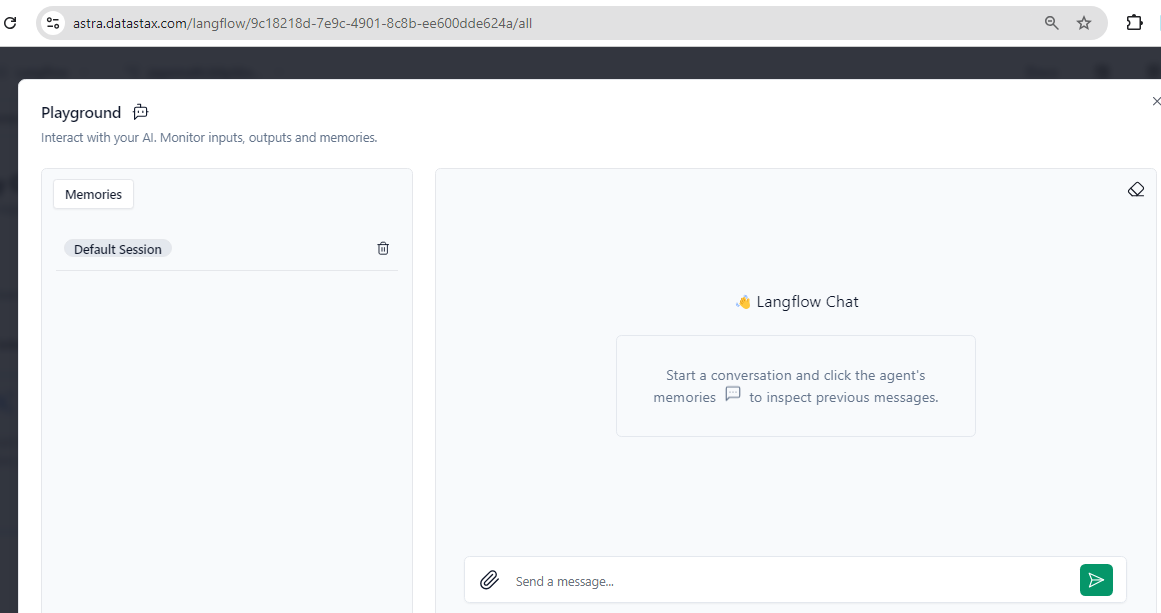 astra.datastax.com/langflow/9c18218d-7e9c-4901-8c8b-ee600dde624a/all
Playground
Interact with your AI. Monitor inputs, outputs and memories.
Memories
Default Session
👋 Langflow Chat
Start a conversation and click the agent's
memories to inspect previous messages.
Send a message...